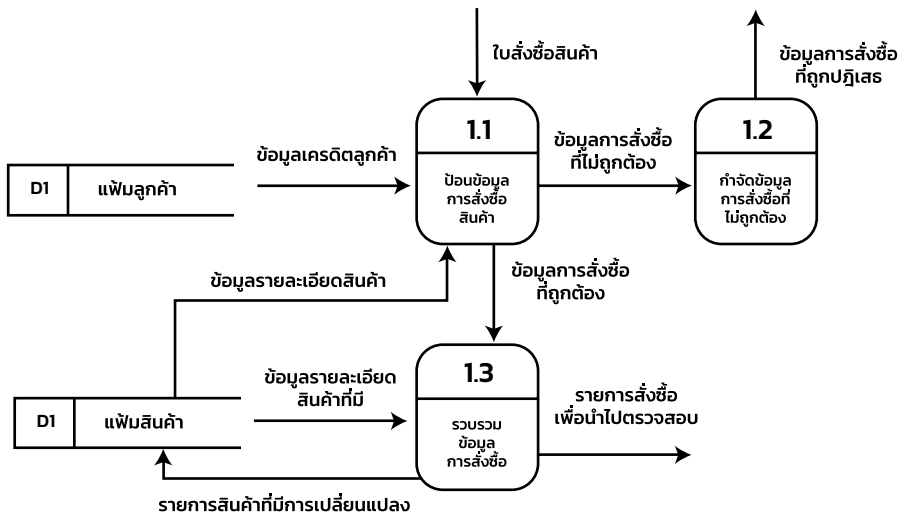 ใบสั่งซื้อสินค้า
ข้อมูลการสั่งซื้อ
ที่ถูกปฎิเสธ
1.1
ป้อนข้อมูล
การสั่งซื้อ
สินค้า
1.2
กำจัดข้อมูล
การสั่งซื้อที่
ไม่ถูกต้อง
ข้อมูลการสั่งซื้อ
ที่ไม่ถูกต้อง
ข้อมูลเครดิตลูกค้า
D1 แฟ้มลูกค้า
ข้อมูลรายละเอียดสินค้า
ข้อมูลการสั่งซื้อ
ที่ถูกต้อง
1.3
รวบรวม
ข้อมูล
การสั่งซื้อ
ข้อมูลรายละเอียด
สินค้าที่มี
D1 แฟ้มสินค้า
รายการสั่งซื้อ
เพื่อนำไปตรวจสอบ
รายการสินค้าที่มีการเปลี่ยนแปลง